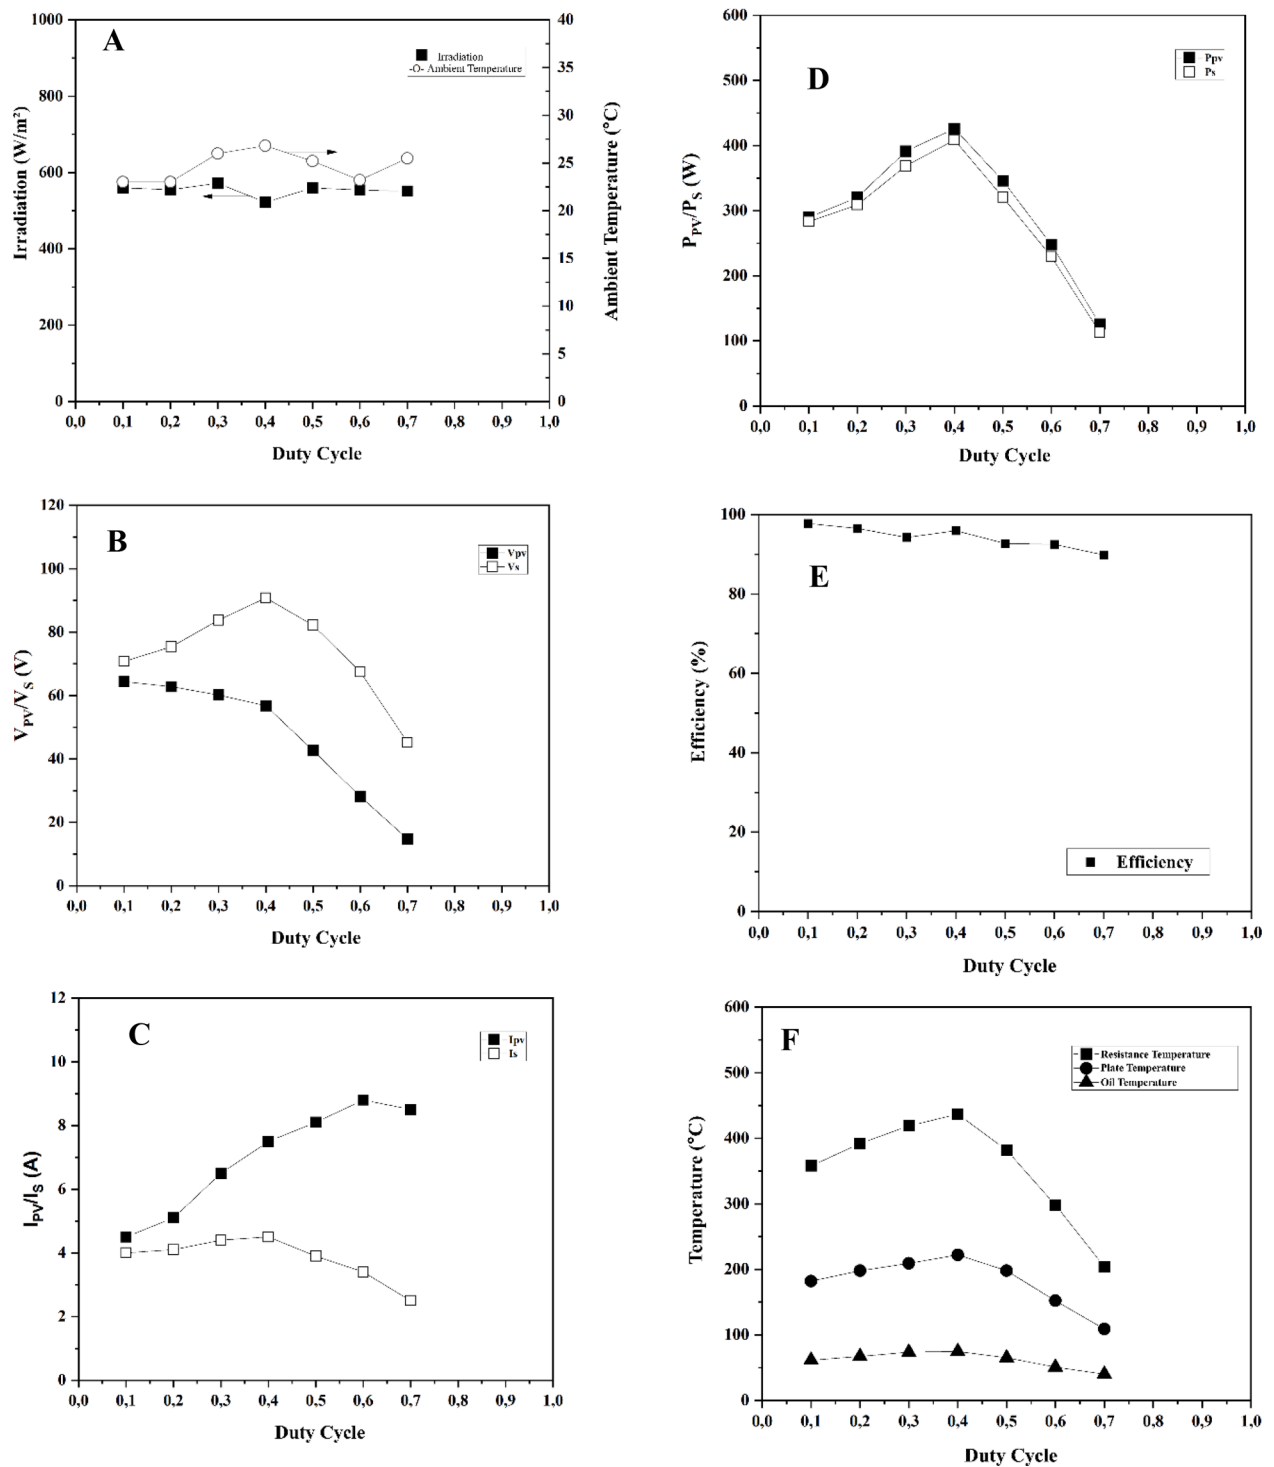 A
Irradiation
-O- Ambient Temperature
Irradiation (W/m²)
1000
800
600
400
200
0
40
35
30
25
20
15
10
5
0
Ambient Temperature (°C)
0,0 0,1 0,2 0,3 0,4 0,5 0,6 0,7 0,8 0,9 1,0
Duty Cycle
D
Ppv
Ps
P_PV/P_S (W)
600
500
400
300
200
100
0
0,0 0,1 0,2 0,3 0,4 0,5 0,6 0,7 0,8 0,9 1,0
Duty Cycle
B
Vpv
Vs
V_PV/V_S (V)
120
100
80
60
40
20
0
0,0 0,1 0,2 0,3 0,4 0,5 0,6 0,7 0,8 0,9 1,0
Duty Cycle
E
Efficiency (%)
100
80
60
40
20
0
Efficiency
0,0 0,1 0,2 0,3 0,4 0,5 0,6 0,7 0,8 0,9 1,0
Duty Cycle
C
Ipv
Is
I_PV/I_S (A)
12
10
8
6
4
2
0
0,0 0,1 0,2 0,3 0,4 0,5 0,6 0,7 0,8 0,9 1,0
Duty Cycle
F
Resistance Temperature
Plate Temperature
Oil Temperature
Temperature (°C)
600
500
400
300
200
100
0
0,0 0,1 0,2 0,3 0,4 0,5 0,6 0,7 0,8 0,9 1,0
Duty Cycle